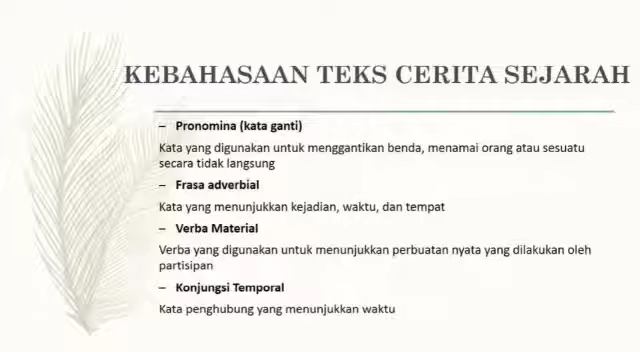 KEBAHASAAN TEKS CERITA SEJARAH
– Pronomina (kata ganti)
Kata yang digunakan untuk menggantikan benda, menamai orang atau sesuatu
secara tidak langsung
– Frasa adverbial
Kata yang menunjukkan kejadian, waktu, dan tempat
– Verba Material
Verba yang digunakan untuk menunjukkan perbuatan nyata yang dilakukan oleh
partisipan
– Konjungsi Temporal
Kata penghubung yang menunjukkan waktu